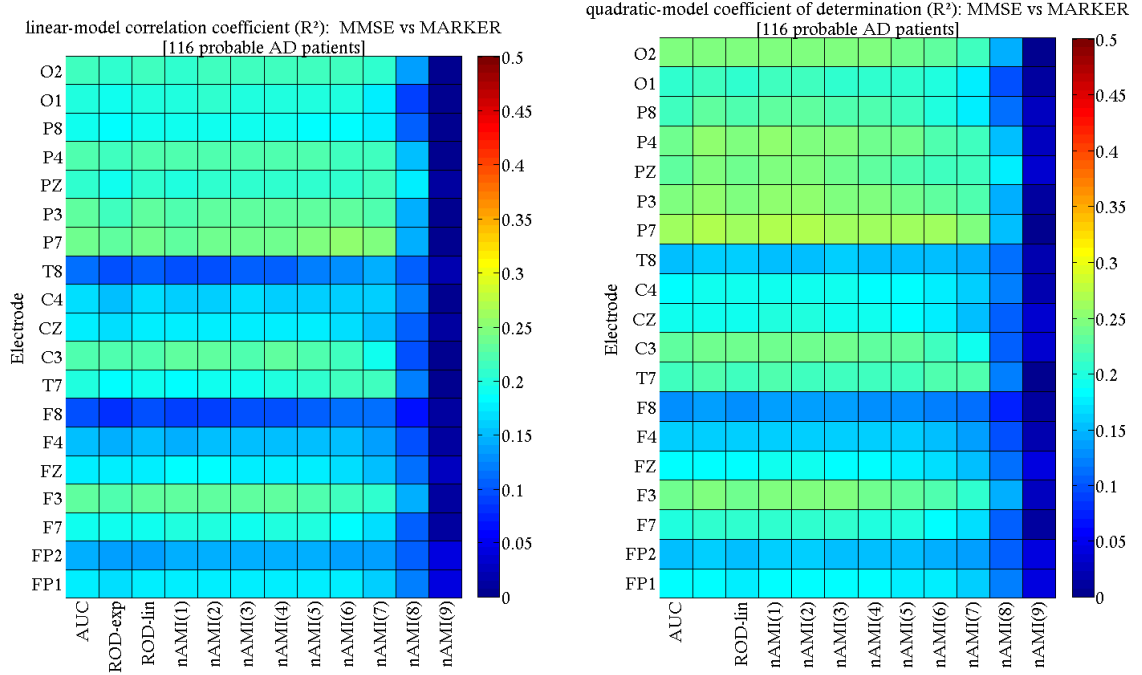 linear-model correlation coefficient (R²): MMSE vs MARKER
[116 probable AD patients]
O2
O1
P8
P4
PZ
P3
P7
T8
C4
CZ
C3
T7
F8
F4
FZ
F3
F7
FP2
FP1
Electrode
AUC
ROD-exp
ROD-lin
nAMI(1)
nAMI(2)
nAMI(3)
nAMI(4)
nAMI(5)
nAMI(6)
nAMI(7)
nAMI(8)
nAMI(9)
0.5
0.45
0.4
0.35
0.3
0.25
0.2
0.15
0.1
0.05
0
quadratic-model coefficient of determination (R²): MMSE vs MARKER
[116 probable AD patients]
O2
O1
P8
P4
PZ
P3
P7
T8
C4
CZ
C3
T7
F8
F4
FZ
F3
F7
FP2
FP1
Electrode
AUC
ROD-lin
nAMI(1)
nAMI(2)
nAMI(3)
nAMI(4)
nAMI(5)
nAMI(6)
nAMI(7)
nAMI(8)
nAMI(9)
0.5
0.45
0.4
0.35
0.3
0.25
0.2
0.15
0.1
0.05
0